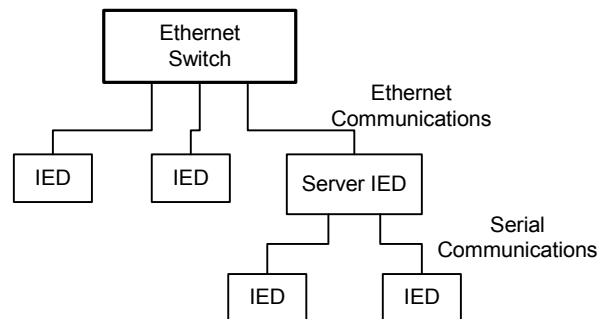 Ethernet
Switch
Ethernet
Communications
IED
IED
Server IED
Serial
Communications
IED
IED